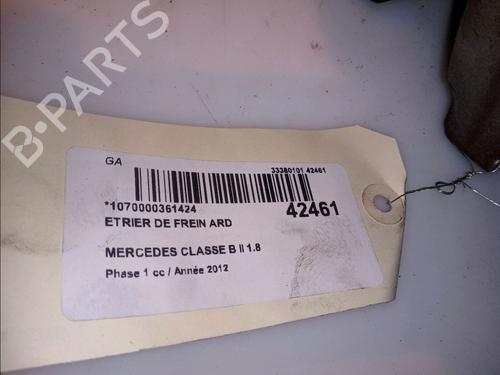 B-PARTS
GA
33380101 42461
*1070000361424
42461
ETRIER DE FREIN ARD
MERCEDES CLASSE B II 1.8
Phase 1 cc / Année 2012